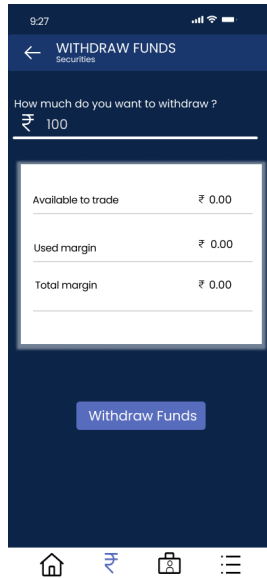 9:27
WITHDRAW FUNDS
Securities
How much do you want to withdraw ?
₹ 100
Available to trade ₹ 0.00
Used margin ₹ 0.00
Total margin ₹ 0.00
Withdraw Funds
₹